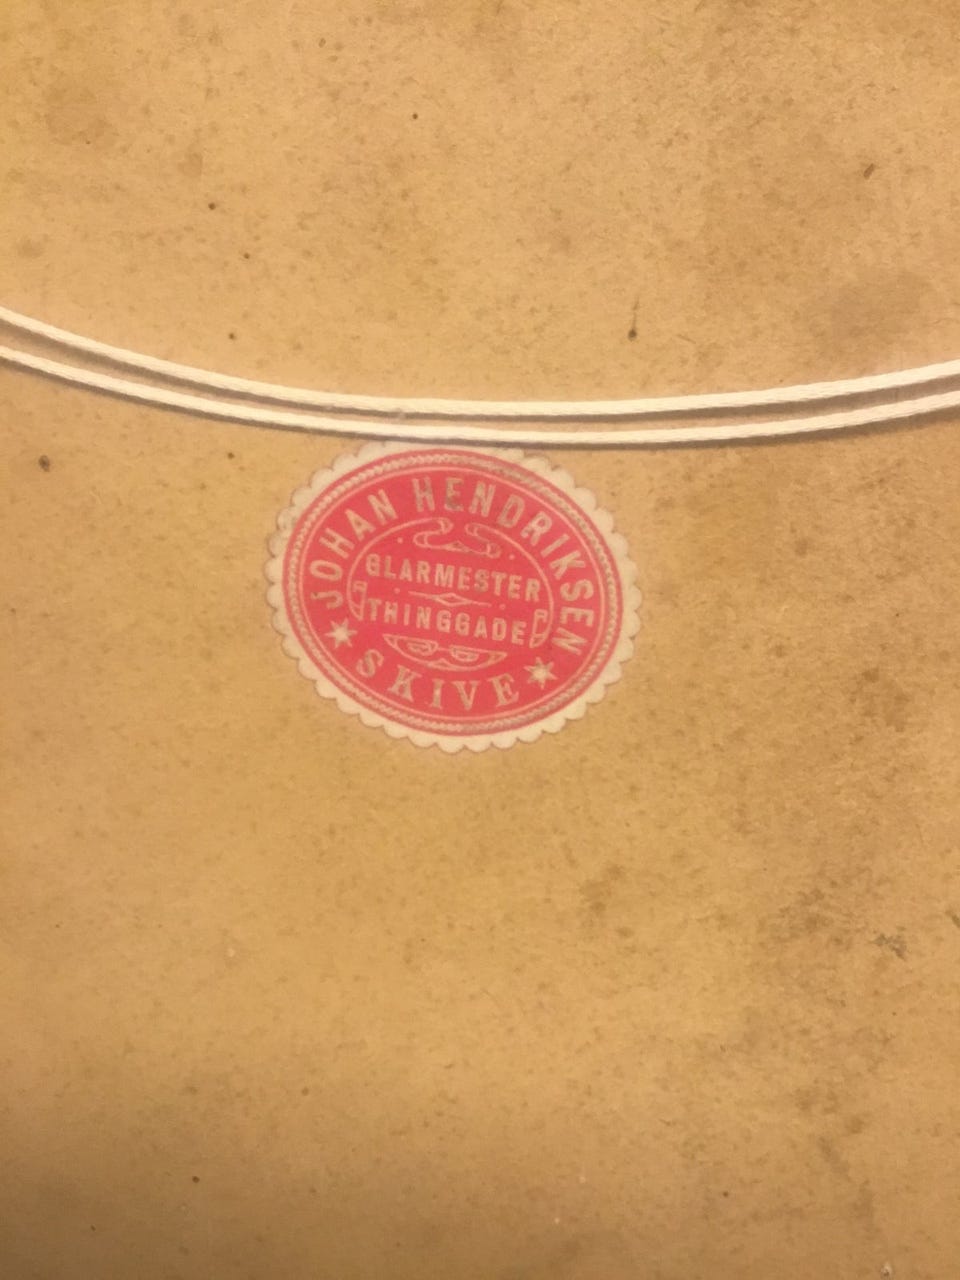 JOHAN HENDRIKSEN
GLARMESTER
THINGGADE
SKIVE